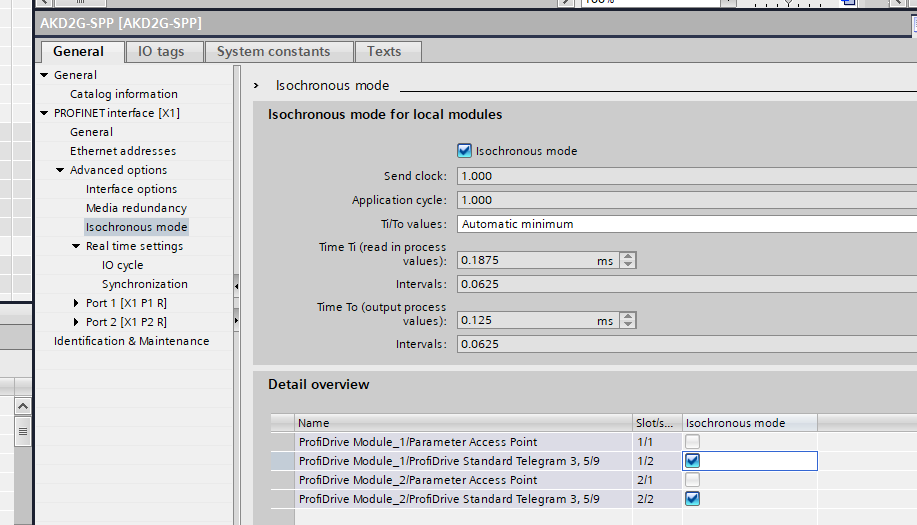 100%
AKD2G-SPP [AKD2G-SPP]
General IO tags System constants Texts
General
Catalog information
PROFINET interface [X1]
General
Ethernet addresses
Advanced options
Interface options
Media redundancy
Isochronous mode
Real time settings
IO cycle
Synchronization
Port 1 [X1 P1 R]
Port 2 [X1 P2 R]
Identification & Maintenance
Isochronous mode
Isochronous mode for local modules
Isochronous mode
Send clock: 1.000
Application cycle: 1.000
Ti/To values: Automatic minimum
Time Ti (read in process
values): 0.1875 ms
Intervals: 0.0625
Time To (output process
values): 0.125 ms
Intervals: 0.0625
Detail overview
Name Slot/s... Isochronous mode
ProfiDrive Module_1/Parameter Access Point 1/1
ProfiDrive Module_1/ProfiDrive Standard Telegram 3, 5/9 1/2
ProfiDrive Module_2/Parameter Access Point 2/1
ProfiDrive Module_2/ProfiDrive Standard Telegram 3, 5/9 2/2